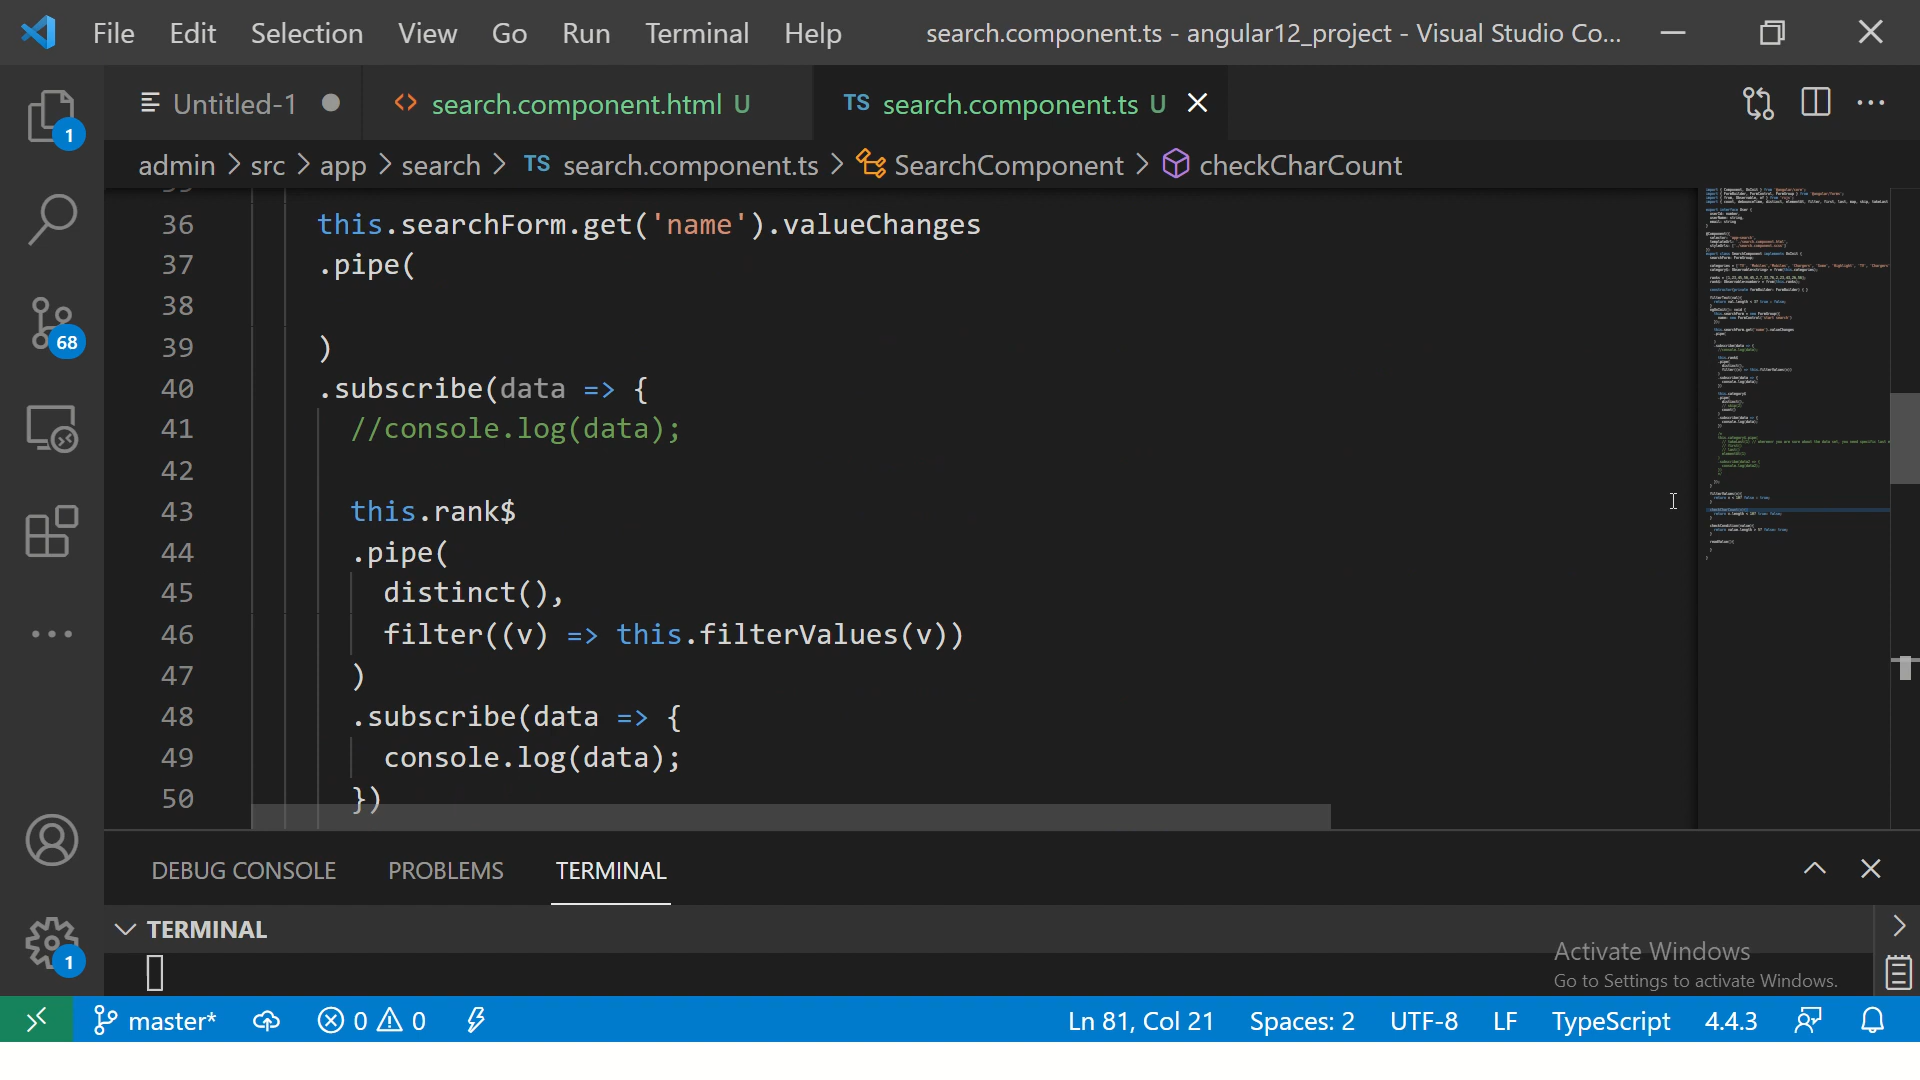 File Edit Selection View Go Run Terminal Help search.component.ts - angular12_project - Visual Studio Co...
Untitled-1 search.component.html U TS search.component.ts U
admin > src > app > search > TS search.component.ts > SearchComponent > checkCharCount
36 this.searchForm.get('name').valueChanges
37 .pipe(
38
39 )
40 .subscribe(data => {
41 //console.log(data);
42
43 this.rank$
44 .pipe(
45 distinct(),
46 filter((v) => this.filterValues(v))
47 )
48 .subscribe(data => {
49 console.log(data);
50 })
1
68
1
DEBUG CONSOLE PROBLEMS TERMINAL
TERMINAL
Activate Windows
Go to Settings to activate Windows.
master* 0 0 Ln 81, Col 21 Spaces: 2 UTF-8 LF TypeScript 4.4.3